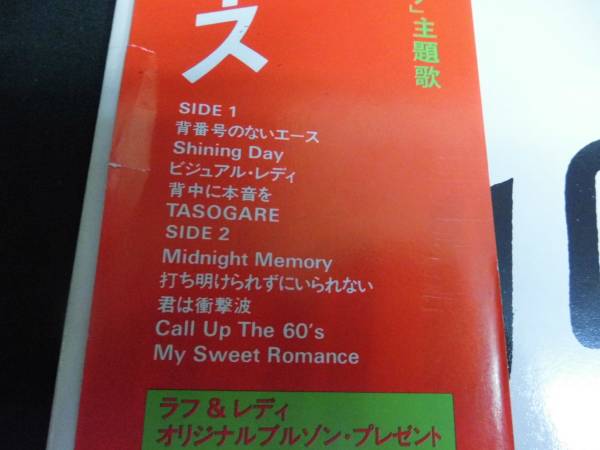 」主題歌
ース
SIDE 1
背番号のないエース
Shining Day
ビジュアル・レディ
背中に本音を
TASOGARE
SIDE 2
Midnight Memory
打ち明けられずにいられない
君は衝撃波
Call Up The 60's
My Sweet Romance
ラフ&レディ
オリジナルブルゾン・プレゼント